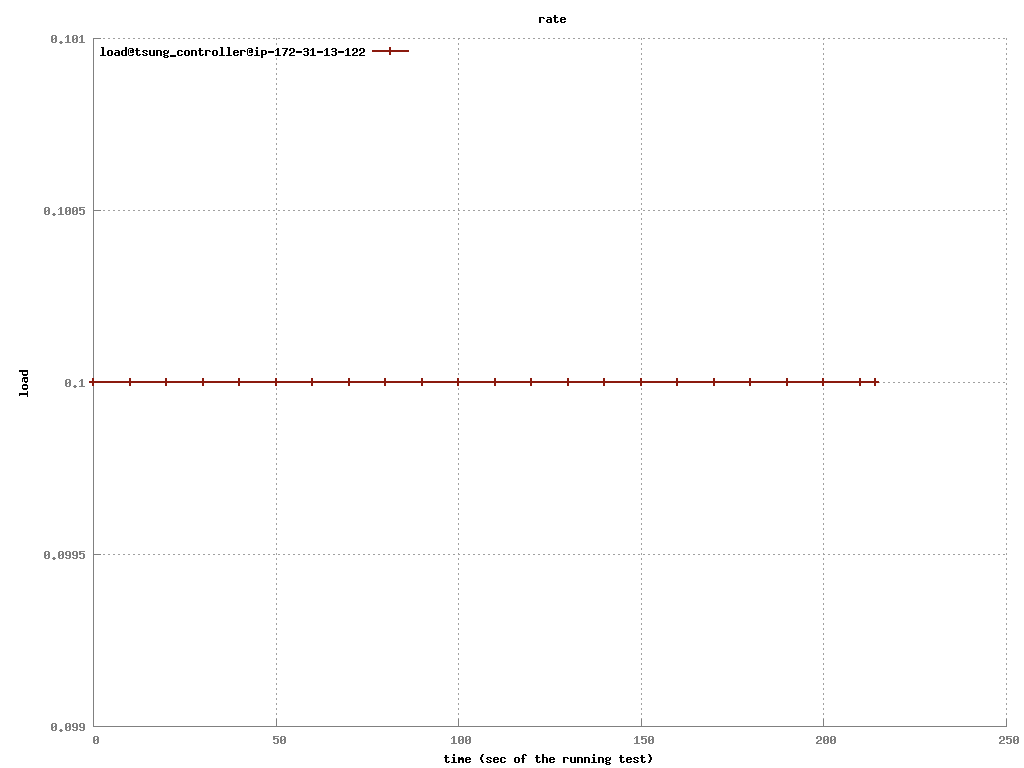 rate
0.101
load@tsung_controller@ip-172-31-13-122
0.1005
load
0.1
0.0995
0.099
0 50 100 150 200 250
time (sec of the running test)